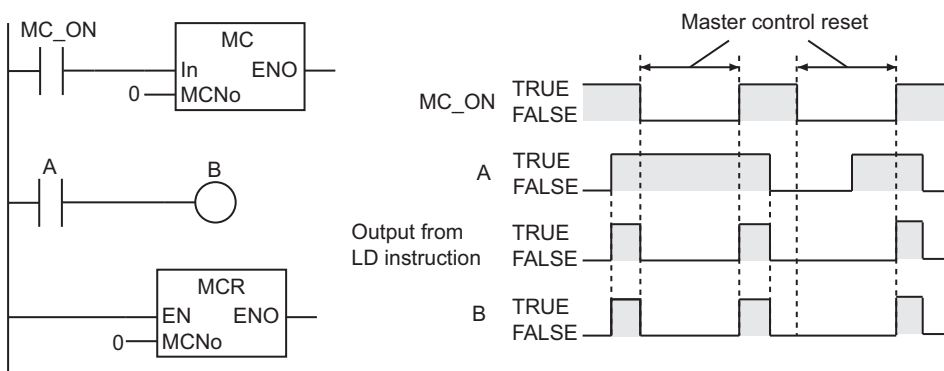 MC_ON
MC
In ENO
0 MCNo
A B
MCR
EN ENO
0 MCNo
Master control reset
MC_ON TRUE
FALSE
A TRUE
FALSE
Output from
LD instruction
TRUE
FALSE
B TRUE
FALSE